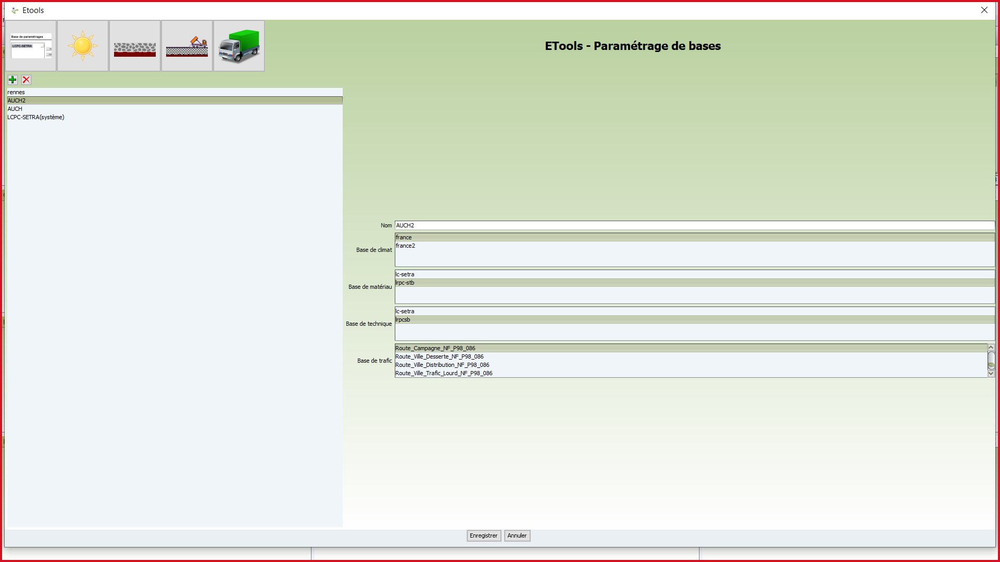 Etools
Base de paramétrages
LCPC-SETRA
ETools - Paramétrage de bases
rennes
AUCH2
AUCH
LCPC-SETRA(système)
Nom
AUCH2
Base de climat
france
france2
Base de matériau
lc-setra
lrpc-stb
Base de technique
lc-setra
lrpcsb
Base de trafic
Route_Campagne_NF_P98_086
Route_Ville_Desserte_NF_P98_086
Route_Ville_Distribution_NF_P98_086
Route_Ville_Trafic_Lourd_NF_P98_086
Enregistrer
Annuler